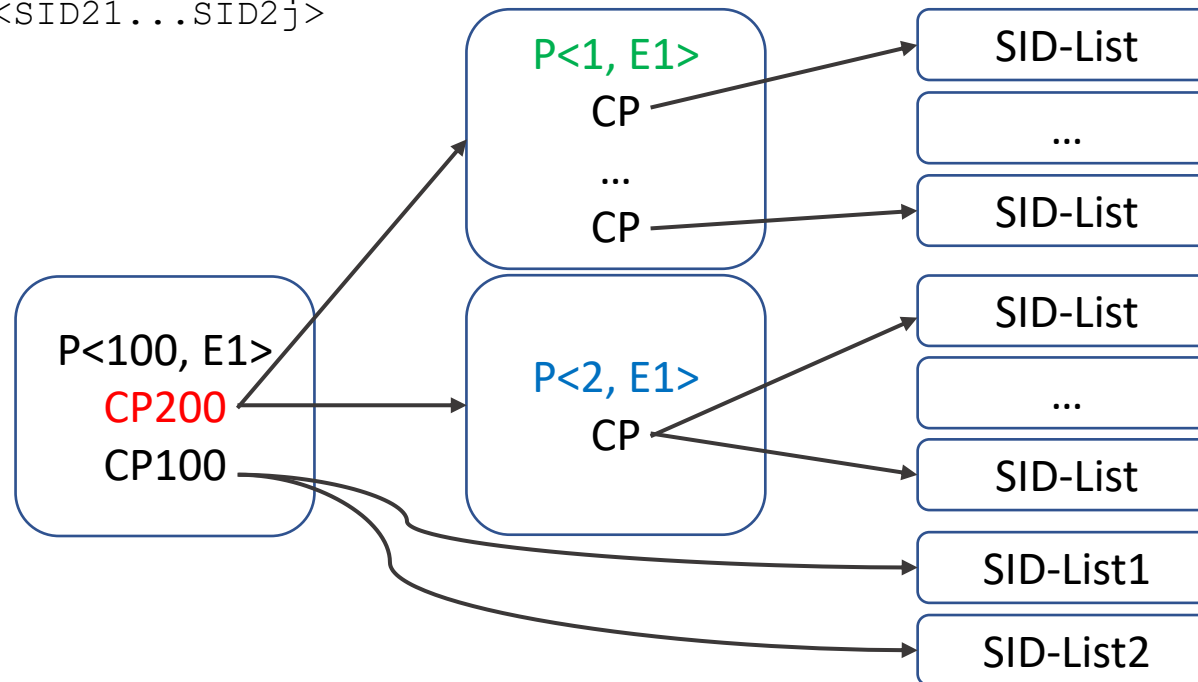 <SID21...SID2j>
P<1, E1>
CP
...
CP
P<100, E1>
CP200
CP100
P<2, E1>
CP
SID-List
...
SID-List
SID-List
...
SID-List
SID-List1
SID-List2